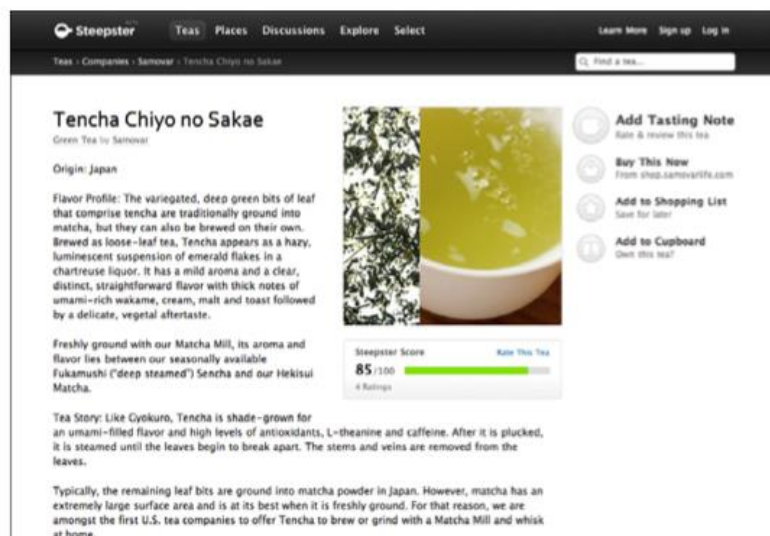 Steepster BETA
Teas Places Discussions Explore Select
Learn More Sign up Log in
Teas › Companies › Samovar › Tencha Chiyo no Sakae
Find a tea...
Tencha Chiyo no Sakae
Green Tea by Samovar
Origin: Japan
Flavor Profile: The variegated, deep green bits of leaf
that comprise tencha are traditionally ground into
matcha, but they can also be brewed on their own.
Brewed as loose-leaf tea, Tencha appears as a hazy,
luminescent suspension of emerald flakes in a
chartreuse liquor. It has a mild aroma and a clear,
distinct, straightforward flavor with thick notes of
umami-rich wakame, cream, malt and toast followed
by a delicate, vegetal aftertaste.
Freshly ground with our Matcha Mill, its aroma and
flavor lies between our seasonally available
Fukamushi ("deep steamed") Sencha and our Hekisui
Matcha.
Tea Story: Like Gyokuro, Tencha is shade-grown for
an umami-filled flavor and high levels of antioxidants, L-theanine and caffeine. After it is plucked,
it is steamed until the leaves begin to break apart. The stems and veins are removed from the
leaves.
Typically, the remaining leaf bits are ground into matcha powder in Japan. However, matcha has an
extremely large surface area and is at its best when it is freshly ground. For that reason, we are
amongst the first U.S. tea companies to offer Tencha to brew or grind with a Matcha Mill and whisk
at home.
Steepster Score Rate This Tea
85/100
4 Ratings
Add Tasting Note
Rate & review this tea
Buy This Now
From shop.samovarlife.com
Add to Shopping List
Save for later
Add to Cupboard
Own this tea?